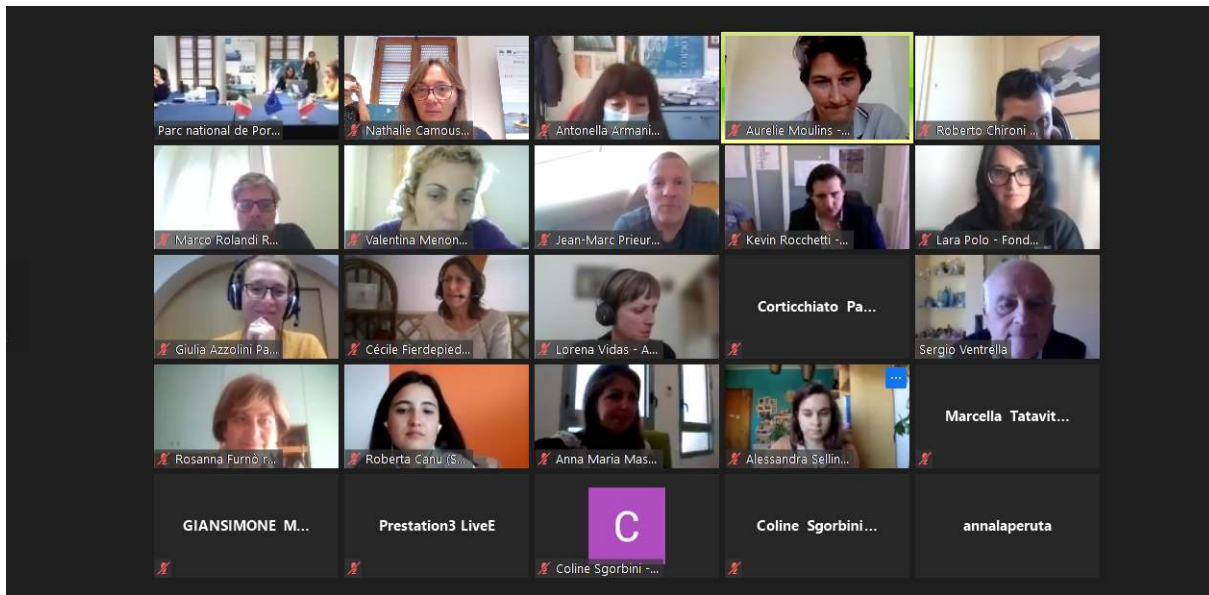 Parc national de Por...
Nathalie Camous...
Antonella Armani...
Aurelie Moulins -...
Roberto Chironi ...
Marco Rolandi R...
Valentina Menon...
Jean-Marc Prieur...
Kevin Rocchetti -...
Lara Polo - Fond...
Giulia Azzolini Pa...
Cécile Fierdepied...
Lorena Vidas - A...
Corticchiato Pa...
Sergio Ventrella
Rosanna Furnò r...
Roberta Canu (S...
Anna Maria Mas...
Alessandra Sellin...
Marcella Tatavit...
GIANSIMONE M...
Prestation3 LiveE
C
Coline Sgorbini -...
Coline Sgorbini...
annalaperuta